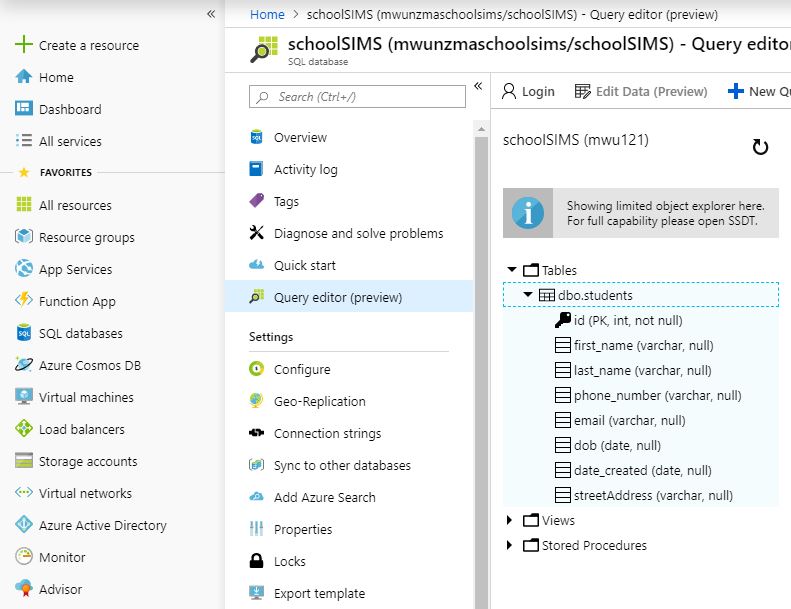 «
Create a resource
Home
Dashboard
All services
FAVORITES
All resources
Resource groups
App Services
Function App
SQL databases
Azure Cosmos DB
Virtual machines
Load balancers
Storage accounts
Virtual networks
Azure Active Directory
Monitor
Advisor
Home > schoolSIMS (mwunzmaschoolsims/schoolSIMS) - Query editor (preview)
schoolSIMS (mwunzmaschoolsims/schoolSIMS) - Query editor
SQL database
Search (Ctrl+/)
«
Overview
Activity log
Tags
Diagnose and solve problems
Quick start
Query editor (preview)
Settings
Configure
Geo-Replication
Connection strings
Sync to other databases
Add Azure Search
Properties
Locks
Export template
Login Edit Data (Preview) New Qu
schoolSIMS (mwu121)
Showing limited object explorer here.
For full capability please open SSDT.
Tables
dbo.students
id (PK, int, not null)
first_name (varchar, null)
last_name (varchar, null)
phone_number (varchar, null)
email (varchar, null)
dob (date, null)
date_created (date, null)
streetAddress (varchar, null)
Views
Stored Procedures